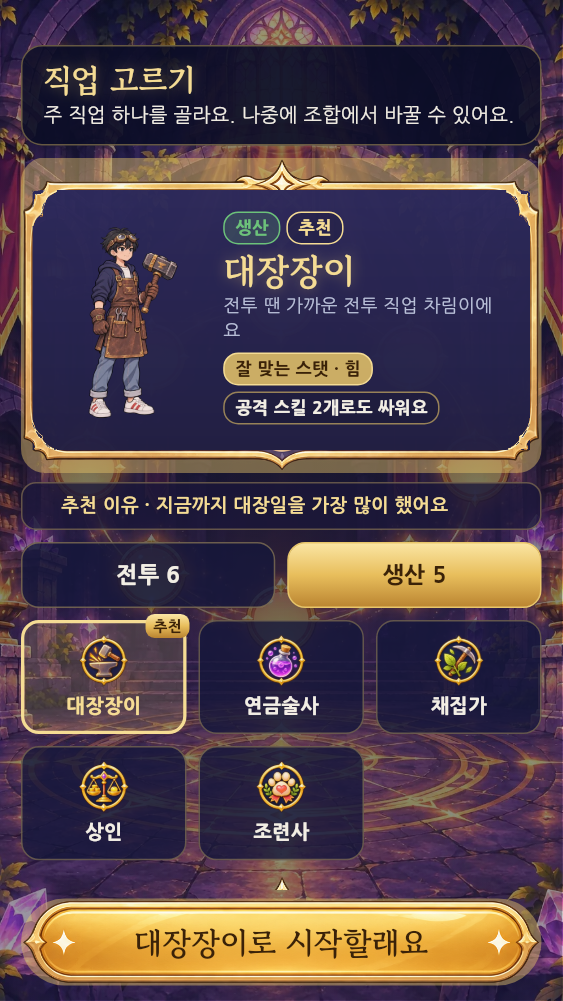 직업 고르기
주 직업 하나를 골라요. 나중에 조합에서 바꿀 수 있어요.
생산 추천
대장장이
전투 땐 가까운 전투 직업 차림이에
요
잘 맞는 스탯 · 힘
공격 스킬 2개로도 싸워요
추천 이유 · 지금까지 대장일을 가장 많이 했어요
전투 6 생산 5
추천
대장장이 연금술사 채집가
상인 조련사
대장장이로 시작할래요